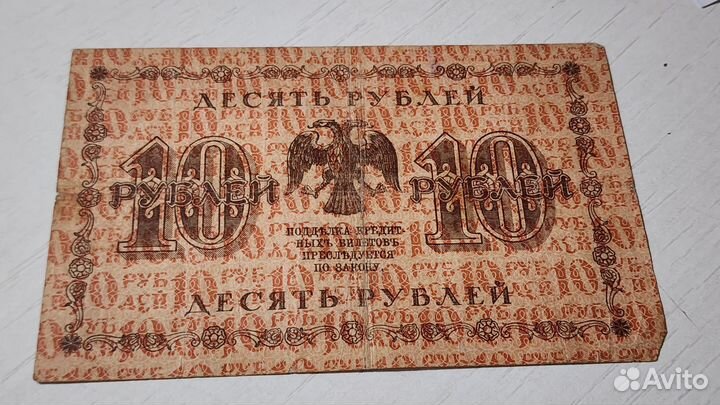 ДЕСЯТЬ РУБЛЕЙ
10 10
РУБЛЕЙ РУБЛЕЙ
ПОДДѢЛКА КРЕДИТ-
НЫХЪ БИЛЕТОВЪ
ПРЕСЛѢДУЕТСЯ
ПО ЗАКОНУ.
ДЕСЯТЬ РУБЛЕЙ
Avito